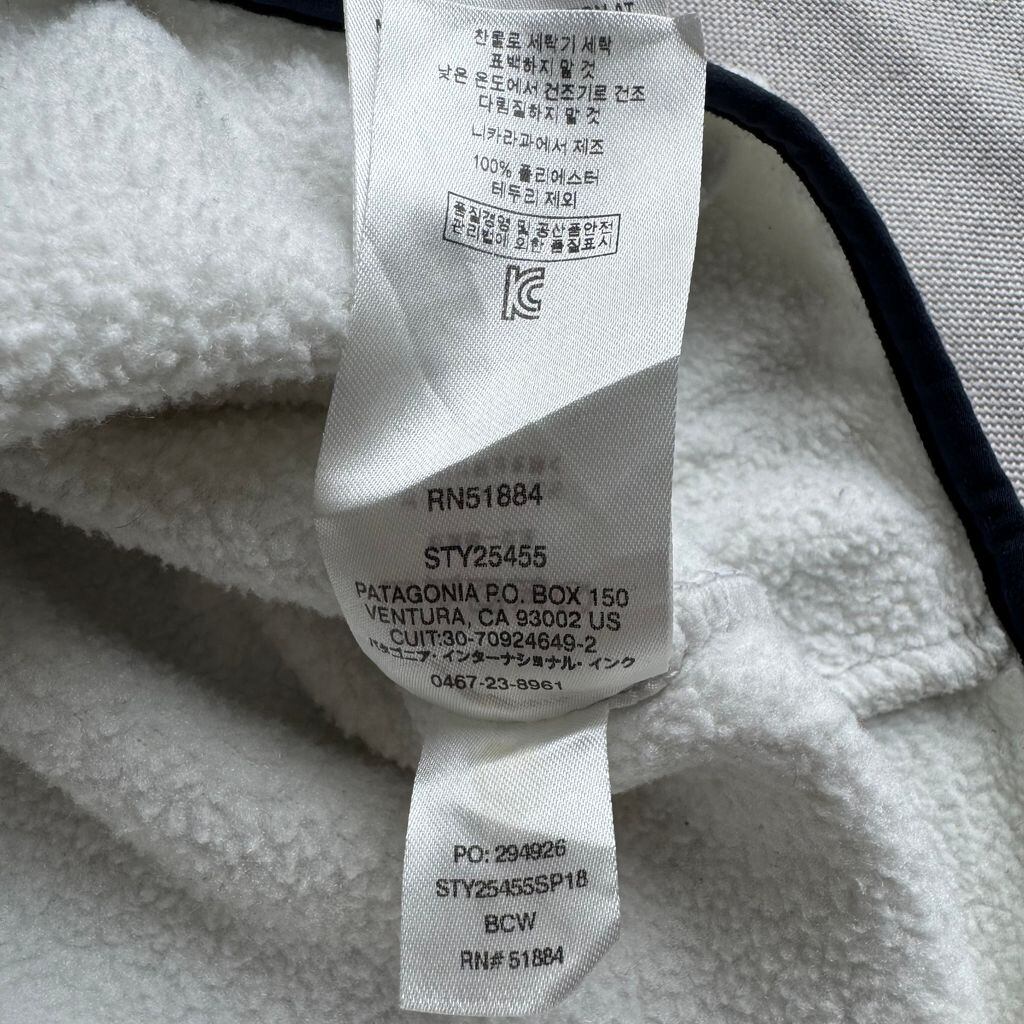 찬물로 세탁기 세탁
표백하지 말 것
낮은 온도에서 건조기로 건조
다림질하지 말 것
니카라과에서 제조
100% 폴리에스터
테두리 제외
품질경영 및 공산품안전
관리법에 의한 품질표시
RN51884
STY25455
PATAGONIA P.O. BOX 150
VENTURA, CA 93002 US
CUIT:30-70924649-2
パタゴニア・インターナショナル・インク
0467-23-8961
PO: 294926
STY25455SP18
BCW
RN# 51884